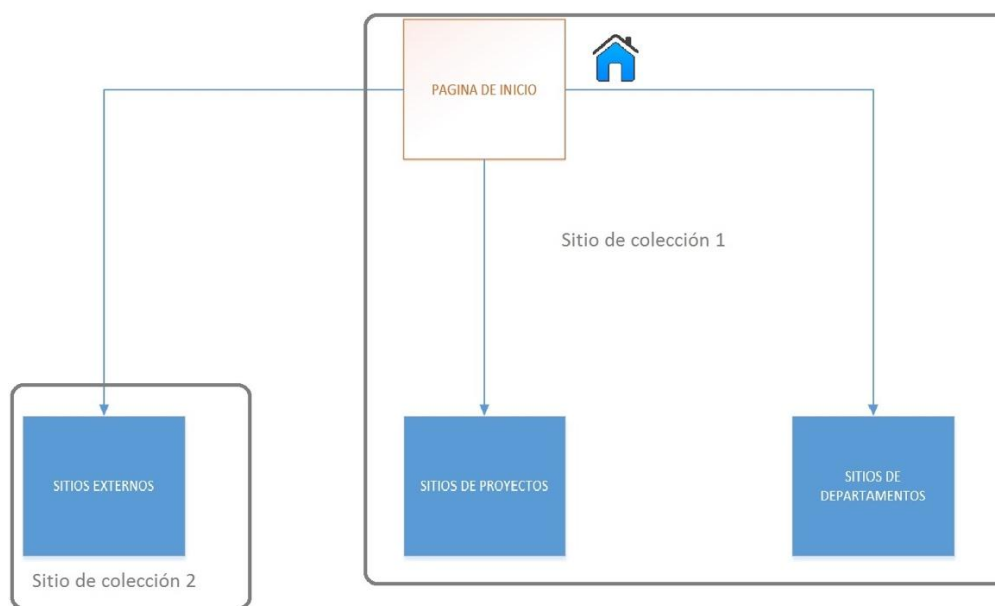 PAGINA DE INICIO
Sitio de colección 1
SITIOS EXTERNOS
SITIOS DE PROYECTOS
SITIOS DE
DEPARTAMENTOS
Sitio de colección 2